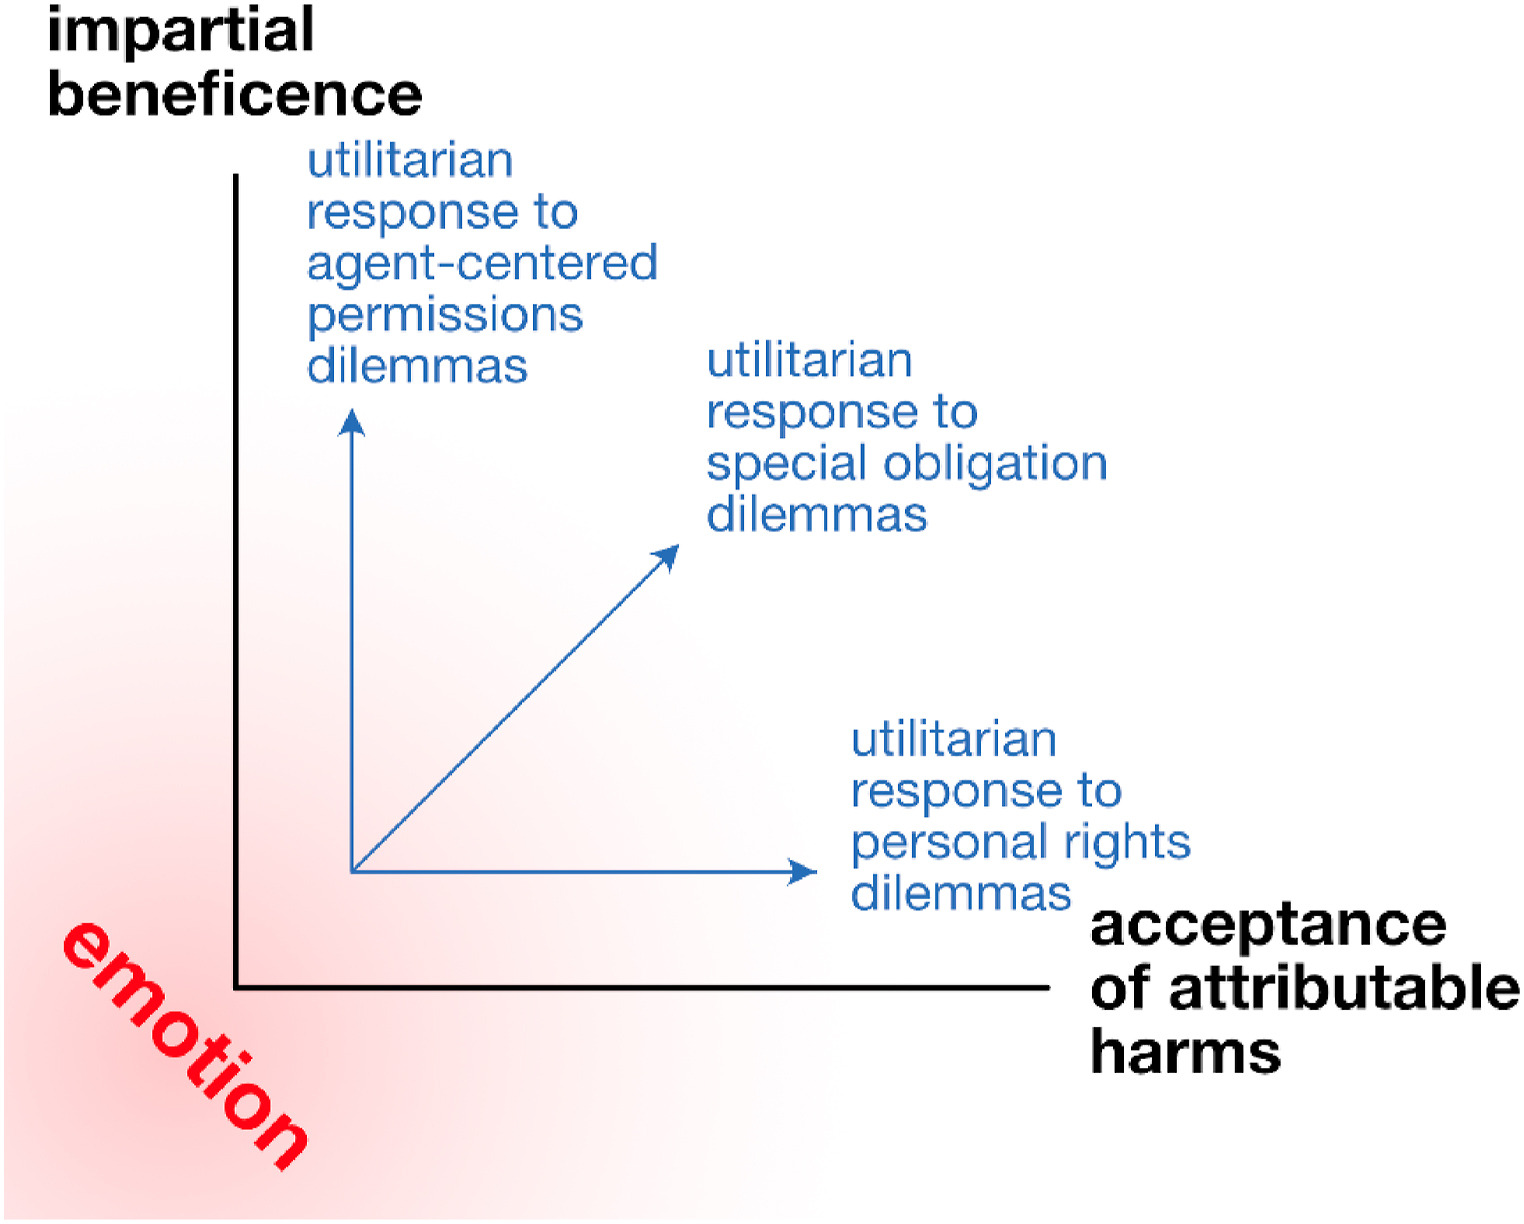 impartial
beneficence
utilitarian
response to
agent-centered
permissions
dilemmas
utilitarian
response to
special obligation
dilemmas
utilitarian
response to
personal rights
dilemmas
acceptance
of attributable
harms
emotion